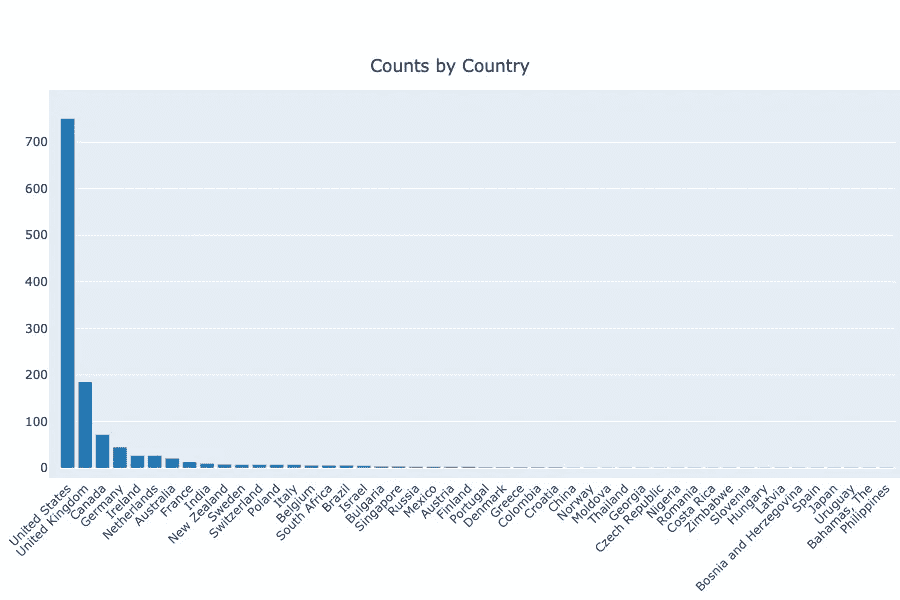 Counts by Country
700
600
500
400
300
200
100
0
United States
United Kingdom
Canada
Germany
Ireland
Netherlands
Australia
France
India
New Zealand
Sweden
Switzerland
Poland
Italy
Belgium
South Africa
Brazil
Israel
Bulgaria
Singapore
Russia
Mexico
Austria
Finland
Portugal
Denmark
Greece
Colombia
Croatia
China
Norway
Moldova
Thailand
Georgia
Czech Republic
Nigeria
Romania
Costa Rica
Zimbabwe
Slovenia
Hungary
Latvia
Bosnia and Herzegovina
Spain
Japan
Uruguay
Bahamas, The
Philippines